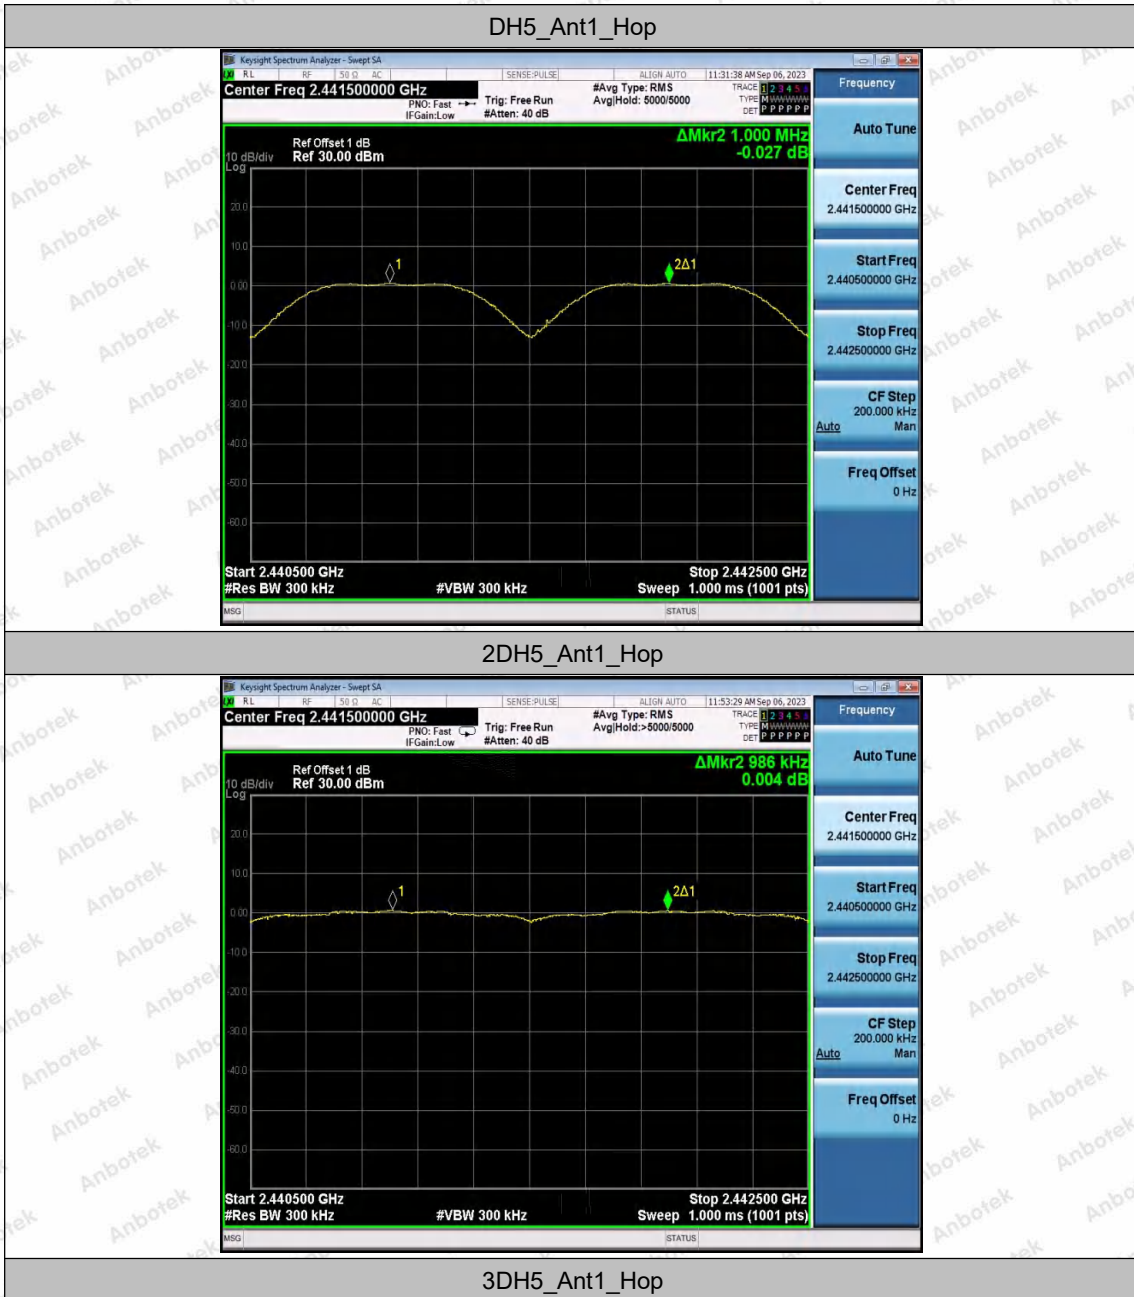 DH5_Ant1_Hop
Keysight Spectrum Analyzer - Swept SA
RL RF 50 Ω AC SENSE:PULSE ALIGN AUTO 11:31:38 AM Sep 06, 2023
Center Freq 2.441500000 GHz
PNO: Fast
IFGain:Low
Trig: Free Run
#Atten: 40 dB
#Avg Type: RMS
Avg|Hold: 5000/5000
TRACE 1 2 3 4 5 6
TYPE M WWWWW
DET P P P P P P
Frequency
Auto Tune
Center Freq
2.441500000 GHz
Start Freq
2.440500000 GHz
Stop Freq
2.442500000 GHz
CF Step
200.000 kHz
Auto Man
Freq Offset
0 Hz
ΔMkr2 1.000 MHz
-0.027 dB
Ref Offset 1 dB
10 dB/div Ref 30.00 dBm
Log
20.0
10.0
1
2Δ1
0.00
-10.0
-20.0
-30.0
-40.0
-50.0
-60.0
Start 2.440500 GHz Stop 2.442500 GHz
#Res BW 300 kHz #VBW 300 kHz Sweep 1.000 ms (1001 pts)
MSG STATUS
2DH5_Ant1_Hop
Keysight Spectrum Analyzer - Swept SA
RL RF 50 Ω AC SENSE:PULSE ALIGN AUTO 11:53:29 AM Sep 06, 2023
Center Freq 2.441500000 GHz
PNO: Fast
IFGain:Low
Trig: Free Run
#Atten: 40 dB
#Avg Type: RMS
Avg|Hold:>5000/5000
TRACE 1 2 3 4 5 6
TYPE M WWWWW
DET P P P P P P
Frequency
Auto Tune
Center Freq
2.441500000 GHz
Start Freq
2.440500000 GHz
Stop Freq
2.442500000 GHz
CF Step
200.000 kHz
Auto Man
Freq Offset
0 Hz
ΔMkr2 986 kHz
0.004 dB
Ref Offset 1 dB
10 dB/div Ref 30.00 dBm
Log
20.0
10.0
1
2Δ1
0.00
-10.0
-20.0
-30.0
-40.0
-50.0
-60.0
Start 2.440500 GHz Stop 2.442500 GHz
#Res BW 300 kHz #VBW 300 kHz Sweep 1.000 ms (1001 pts)
MSG STATUS
3DH5_Ant1_Hop
Anbotek